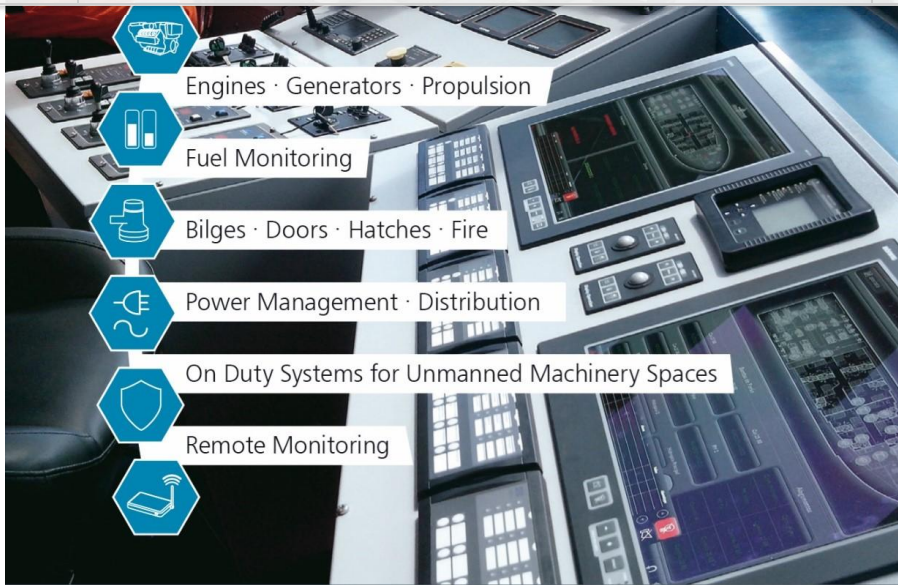 Engines · Generators · Propulsion
Fuel Monitoring
Bilges · Doors · Hatches · Fire
Power Management · Distribution
On Duty Systems for Unmanned Machinery Spaces
Remote Monitoring